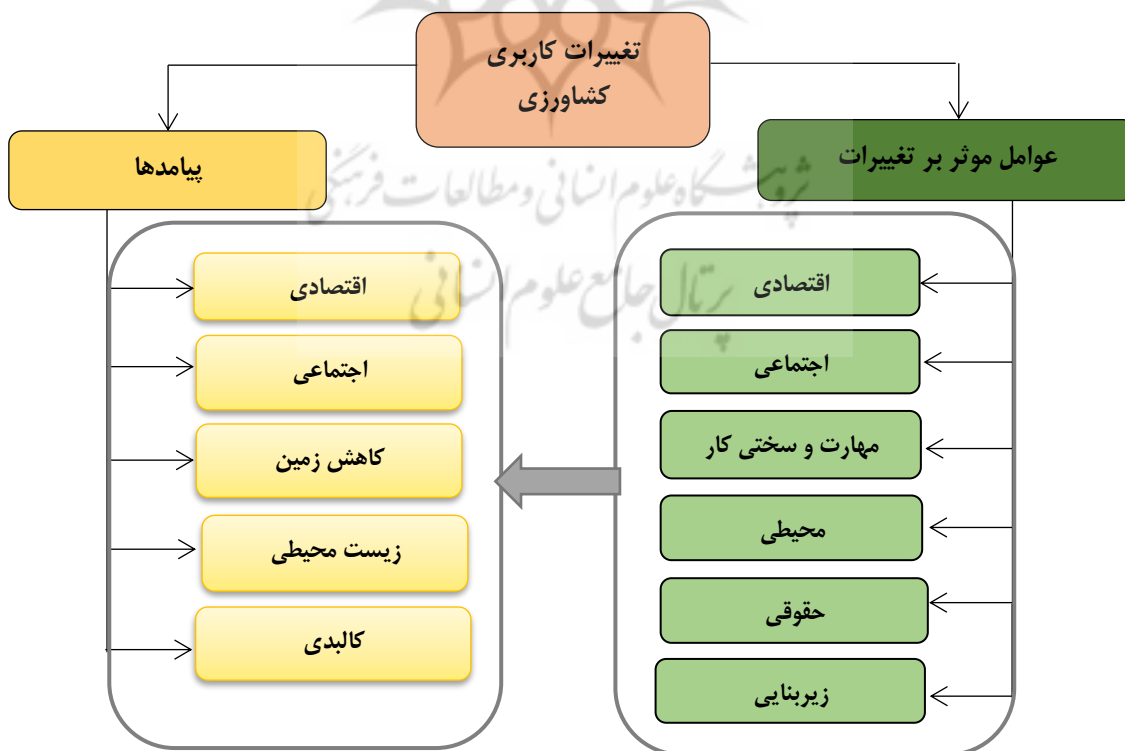 تغییرات کاربری
کشاورزی
عوامل موثر بر تغییرات
پیامدها
پژوهشگاه علوم انسانی و مطالعات فرهنگی
پرتال جامع علوم انسانی
اقتصادی
اجتماعی
مهارت و سختی کار
محیطی
حقوقی
زیربنایی
اقتصادی
اجتماعی
کاهش زمین
زیست محیطی
کالبدی